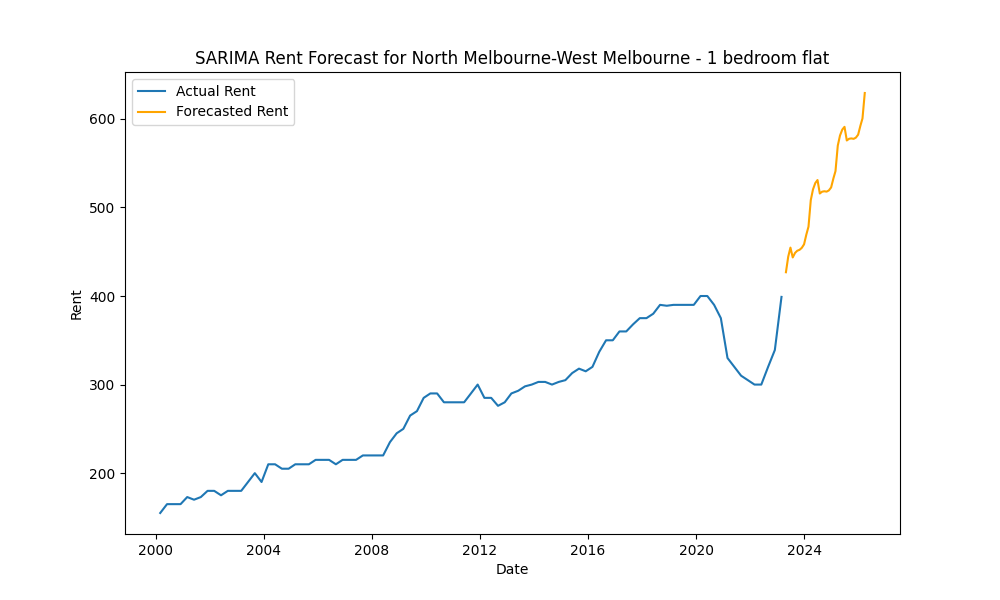 SARIMA Rent Forecast for North Melbourne-West Melbourne - 1 bedroom flat
Actual Rent
Forecasted Rent
600
500
400
300
200
Rent
2000 2004 2008 2012 2016 2020 2024
Date